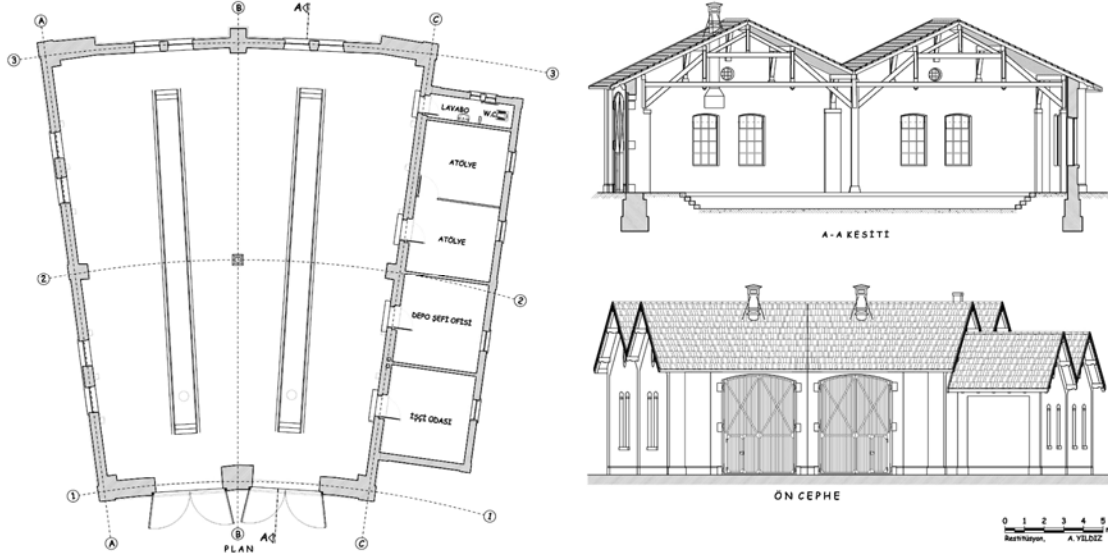 A
B
A
C
3
3
LAVABO W.C
ATÖLYE
ATÖLYE
2
2
DEPO ŞEFİ OFİSİ
İŞÇİ ODASI
1
1
A
B
A
C
PLAN
A-A KESİTİ
ÖN CEPHE
0 1 2 3 4 5
Restitüsyon, A. YILDIZ